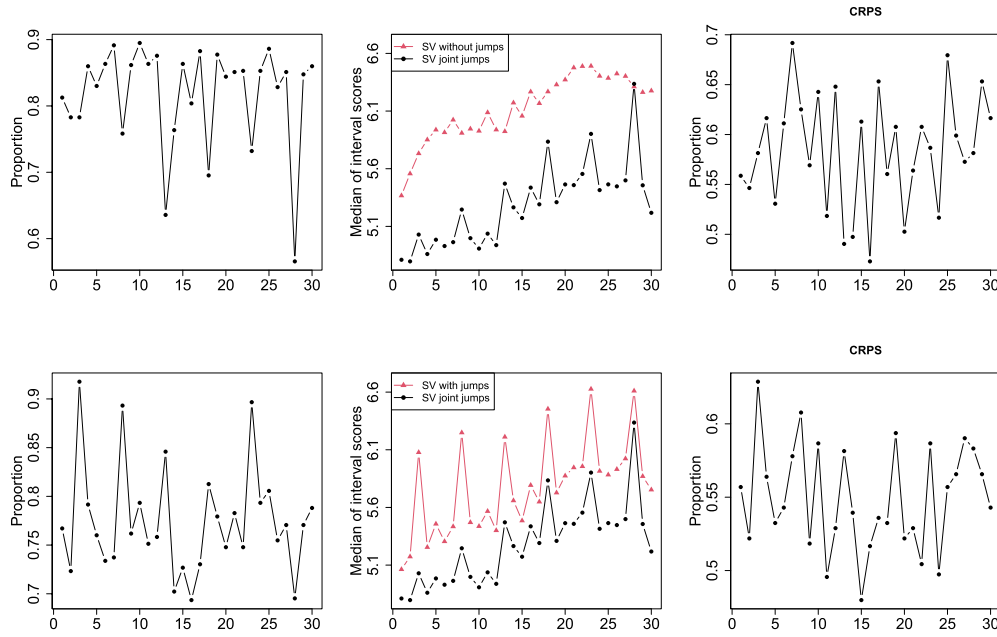 CRPS
Proportion
0.6
0.7
0.8
0.9
0 5 10 15 20 25 30
Median of interval scores
5.1
5.6
6.1
6.6
SV without jumps
SV joint jumps
0 5 10 15 20 25 30
Proportion
0.5
0.55
0.6
0.65
0.7
0 5 10 15 20 25 30
CRPS
Proportion
0.7
0.75
0.8
0.85
0.9
0 5 10 15 20 25 30
Median of interval scores
5.1
5.6
6.1
6.6
SV with jumps
SV joint jumps
0 5 10 15 20 25 30
Proportion
0.5
0.55
0.6
0 5 10 15 20 25 30